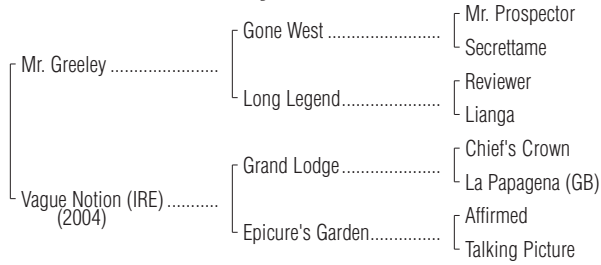 Mr. Prospector
Gone West ....................
Secrettame
Mr. Greeley ......................
Reviewer
Long Legend..................
Lianga
Chief's Crown
Grand Lodge..................
La Papagena (GB)
Vague Notion (IRE) ...........
(2004)
Affirmed
Epicure's Garden.............
Talking Picture